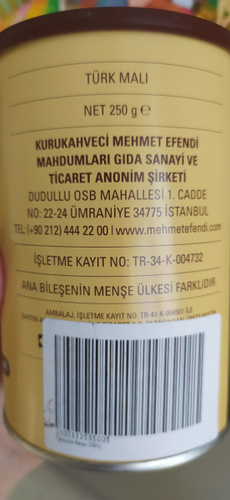 TÜRK MALI
NET 250 g ℮
KURUKAHVECİ MEHMET EFENDİ
MAHDUMLARI GIDA SANAYİ VE
TİCARET ANONİM ŞİRKETİ
DUDULLU OSB MAHALLESİ 1. CADDE
NO: 22-24 ÜMRANİYE 34775 İSTANBUL
TEL: (+90 212) 444 22 00 | www.mehmetefendi.com
İŞLETME KAYIT NO: TR-34-K-004732
ANA BİLEŞENİN MENŞE ÜLKESİ FARKLIDIR
AMBALAJ, İŞLETME KAYIT NO: TR-41-K-004501 İLE